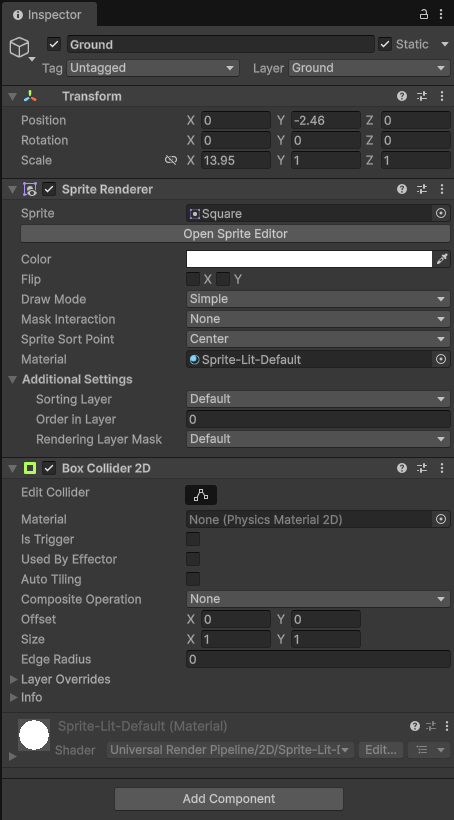 Inspector
Ground
Static
Tag Untagged Layer Ground
Transform
Position X 0 Y -2.46 Z 0
Rotation X 0 Y 0 Z 0
Scale X 13.95 Y 1 Z 1
Sprite Renderer
Sprite Square
Open Sprite Editor
Color
Flip X Y
Draw Mode Simple
Mask Interaction None
Sprite Sort Point Center
Material Sprite-Lit-Default
Additional Settings
Sorting Layer Default
Order in Layer 0
Rendering Layer Mask Default
Box Collider 2D
Edit Collider
Material None (Physics Material 2D)
Is Trigger
Used By Effector
Auto Tiling
Composite Operation None
Offset X 0 Y 0
Size X 1 Y 1
Edge Radius 0
Layer Overrides
Info
Sprite-Lit-Default (Material)
Shader Universal Render Pipeline/2D/Sprite-Lit- Edit...
Add Component